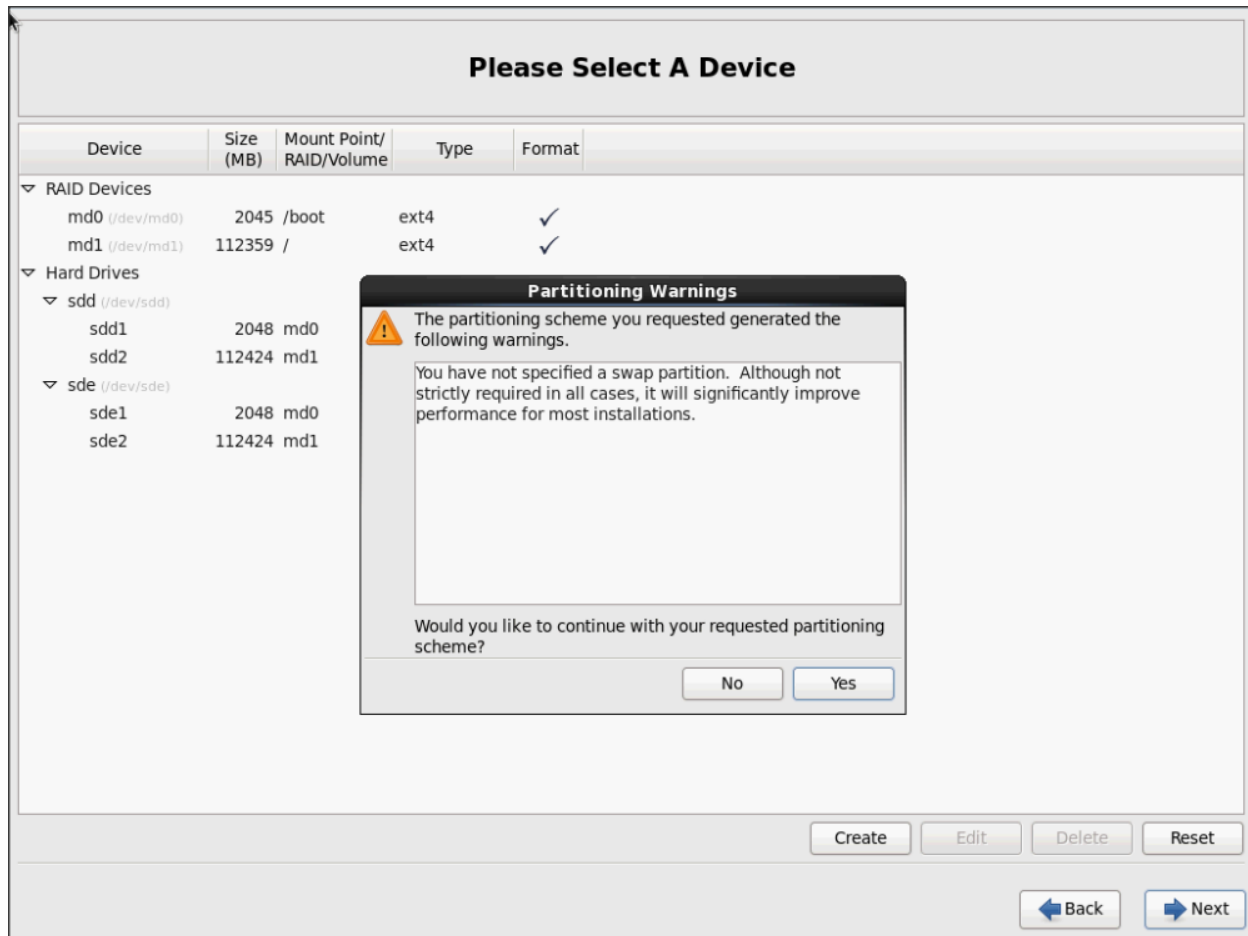 Please Select A Device
Device Size (MB) Mount Point/ RAID/Volume Type Format
RAID Devices
md0 (/dev/md0) 2045 /boot ext4
md1 (/dev/md1) 112359 / ext4
Hard Drives
sdd (/dev/sdd)
sdd1 2048 md0
sdd2 112424 md1
sde (/dev/sde)
sde1 2048 md0
sde2 112424 md1
Partitioning Warnings
The partitioning scheme you requested generated the
following warnings.
You have not specified a swap partition.  Although not
strictly required in all cases, it will significantly improve
performance for most installations.
Would you like to continue with your requested partitioning
scheme?
No Yes
Create Edit Delete Reset
Back Next